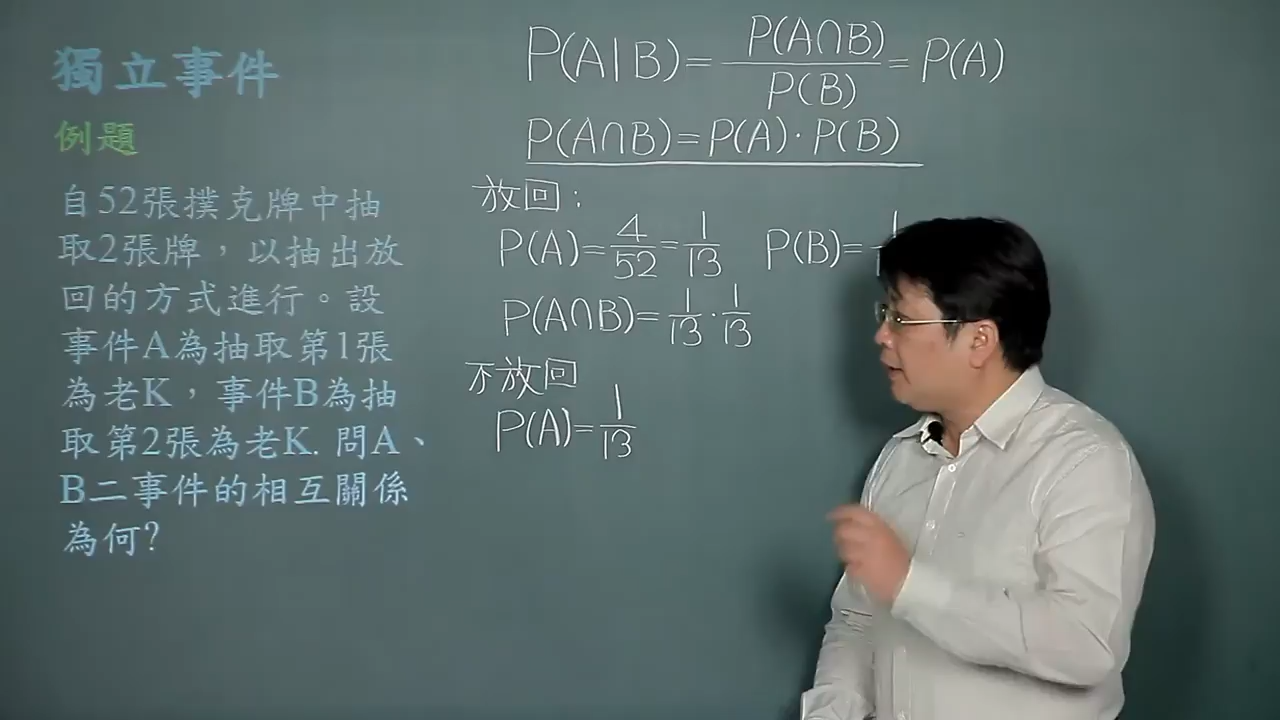 獨立事件
例題
自52張撲克牌中抽
取2張牌，以抽出放
回的方式進行。設
事件A為抽取第1張
為老K，事件B為抽
取第2張為老K. 問A、
B二事件的相互關係
為何?
P(A|B)=P(A∩B)/P(B)=P(A)
P(A∩B)=P(A)·P(B)
放回:
P(A)=4/52=1/13 P(B)=
P(A∩B)=1/13·1/13
不放回
P(A)=1/13